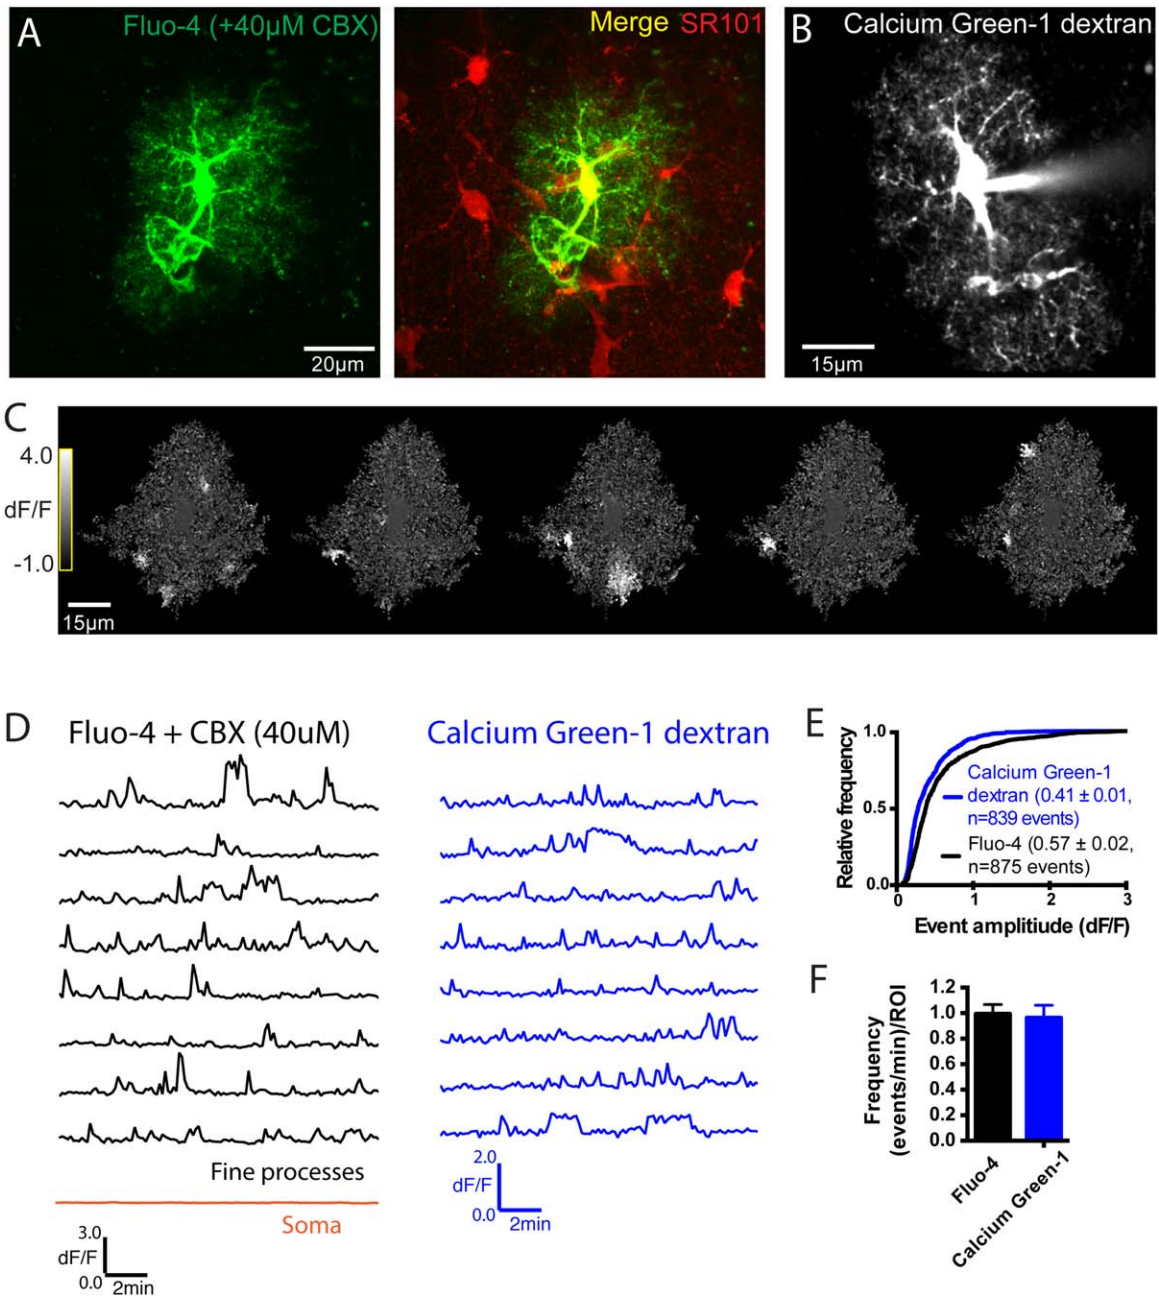 A
Fluo-4 (+40µM CBX)
20µm
Merge SR101
B
Calcium Green-1 dextran
15µm
C
4.0
dF/F
-1.0
15µm
D
Fluo-4 + CBX (40uM)
Fine processes
Soma
3.0
dF/F
0.0
2min
Calcium Green-1 dextran
2.0
dF/F
0.0
2min
E
Relative frequency
1.0
0.5
0.0
0
1
2
3
Event amplitiude (dF/F)
Calcium Green-1
dextran (0.41 ± 0.01,
n=839 events)
Fluo-4 (0.57 ± 0.02,
n=875 events)
F
Frequency
(events/min)/ROI
1.2
1.0
0.8
0.6
0.4
0.2
0.0
Fluo-4
Calcium Green-1